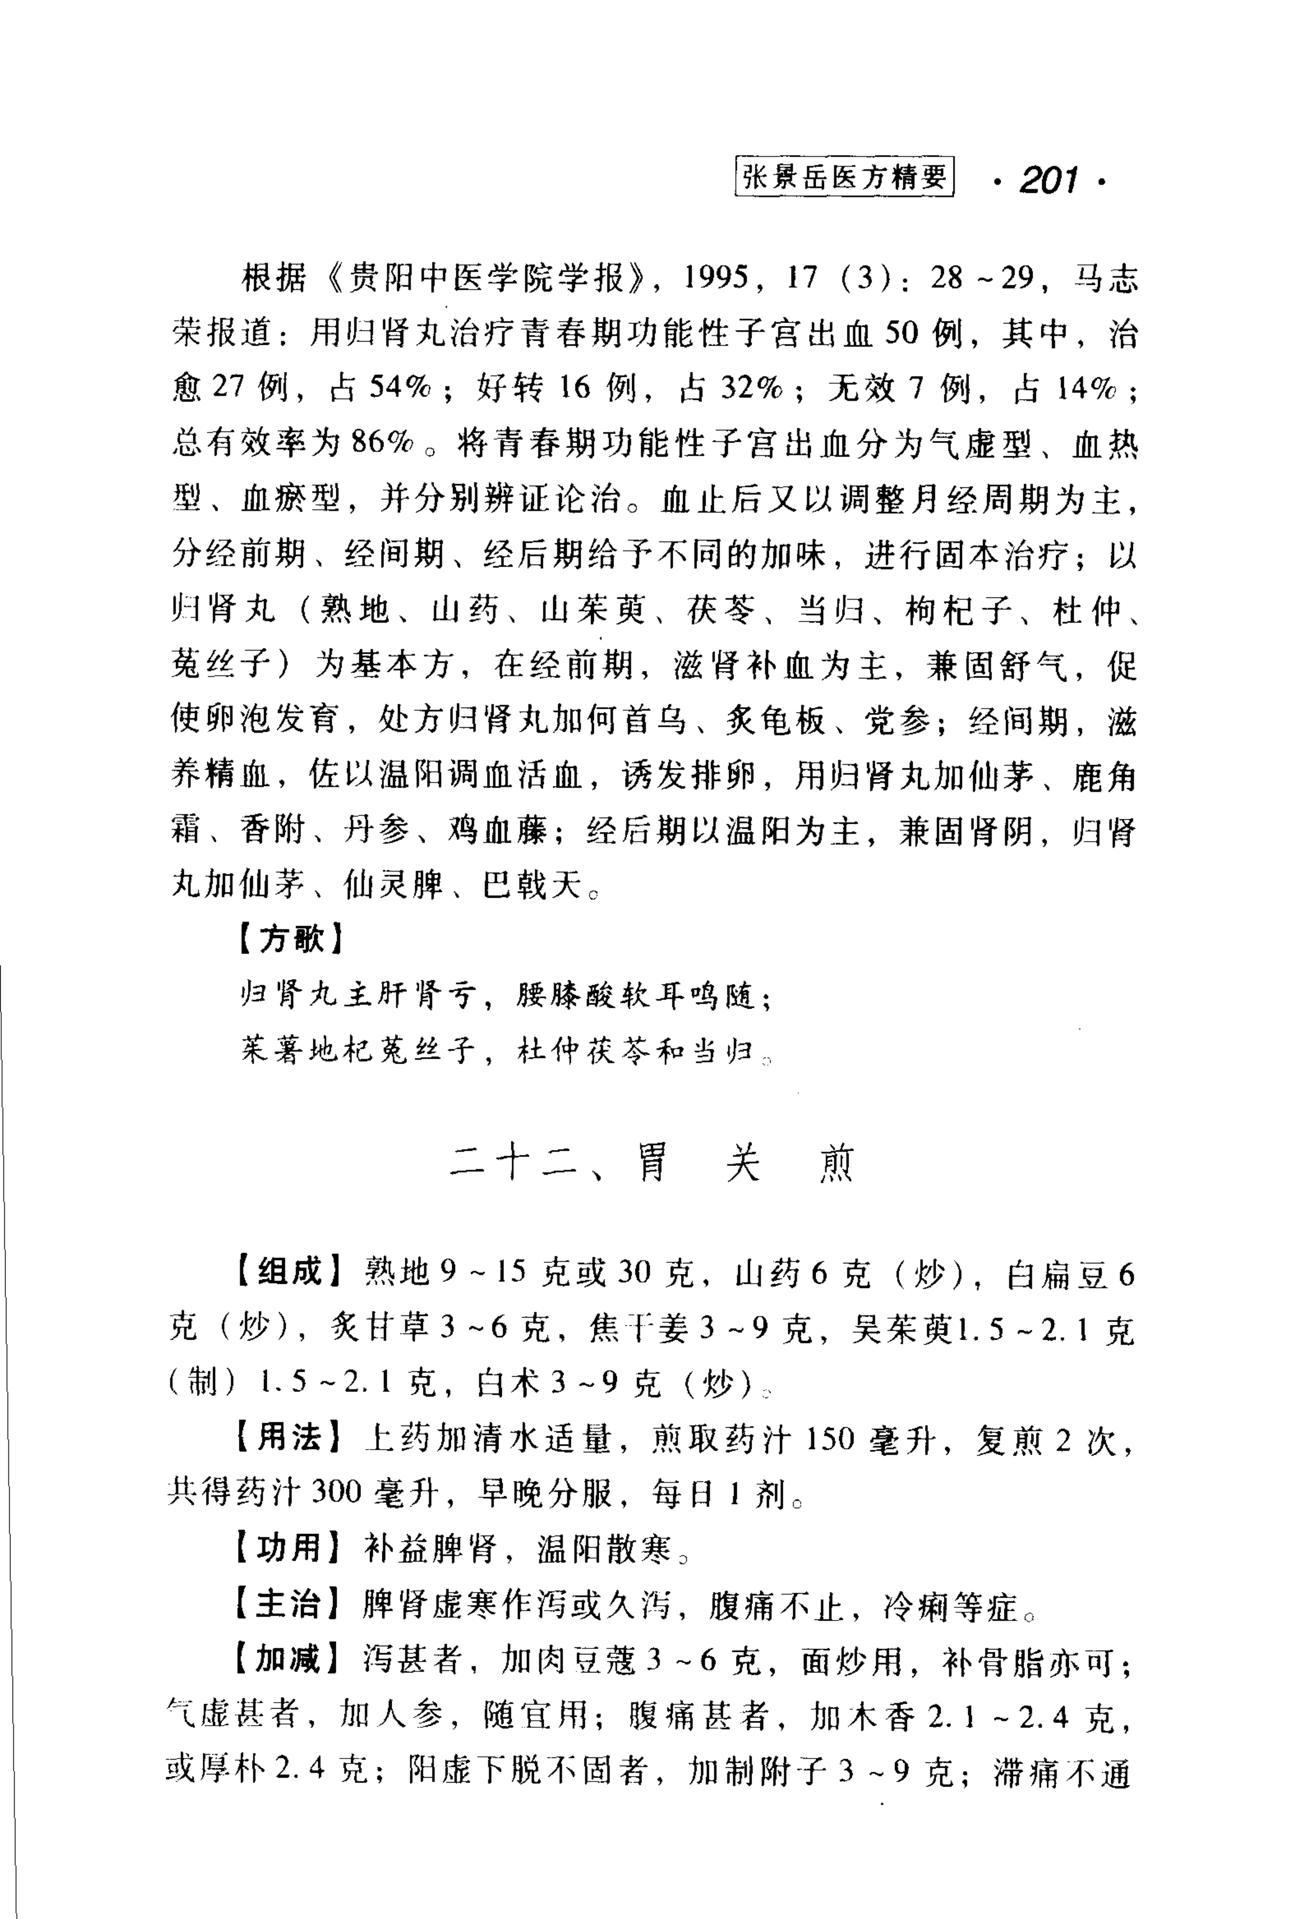 张景岳医方精要 ·201·
根据《贵阳中医学院学报》，1995，17（3）：28～29，马志
荣报道：用归肾丸治疗青春期功能性子宫出血50例，其中，治
愈27例，占54%；好转16例，占32%；无效7例，占14%；
总有效率为86%。将青春期功能性子宫出血分为气虚型、血热
型、血瘀型，并分别辨证论治。血止后又以调整月经周期为主，
分经前期、经间期、经后期给予不同的加味，进行固本治疗；以
归肾丸（熟地、山药、山茱萸、茯苓、当归、枸杞子、杜仲、
菟丝子）为基本方，在经前期，滋肾补血为主，兼固舒气，促
使卵泡发育，处方归肾丸加何首乌、炙龟板、党参；经间期，滋
养精血，佐以温阳调血活血，诱发排卵，用归肾丸加仙茅、鹿角
霜、香附、丹参、鸡血藤；经后期以温阳为主，兼固肾阴，归肾
丸加仙茅、仙灵脾、巴戟天。
【方歌】
归肾丸主肝肾亏，腰膝酸软耳鸣随；
茱薯地杞菟丝子，杜仲茯苓和当归。
二十二、胃关煎
【组成】熟地9～15克或30克，山药6克（炒），白扁豆6
克（炒），炙甘草3～6克，焦干姜3～9克，吴茱萸1.5～2.1克
（制）1.5～2.1克，白术3～9克（炒）。
【用法】上药加清水适量，煎取药汁150毫升，复煎2次，
共得药汁300毫升，早晚分服，每日1剂。
【功用】补益脾肾，温阳散寒。
【主治】脾肾虚寒作泻或久泻，腹痛不止，冷痢等症。
【加减】泻甚者，加肉豆蔻3～6克，面炒用，补骨脂亦可；
气虚甚者，加人参，随宜用；腹痛甚者，加木香2.1～2.4克，
或厚朴2.4克；阳虚下脱不固者，加制附子3～9克；滞痛不通